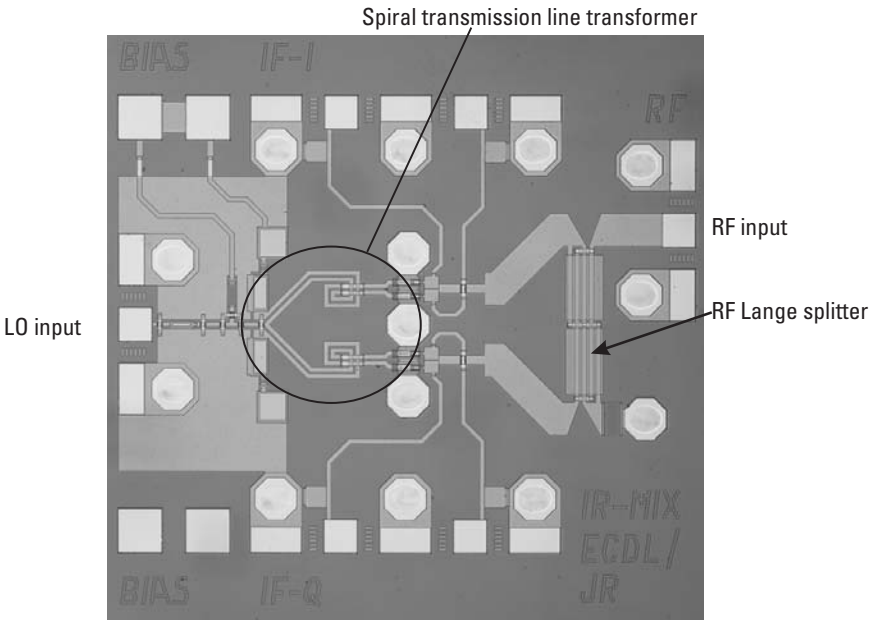 Spiral transmission line transformer
BIAS IF-I
RF
RF input
LO input
RF Lange splitter
IR-MIX
ECDL/
JR
BIAS IF-Q